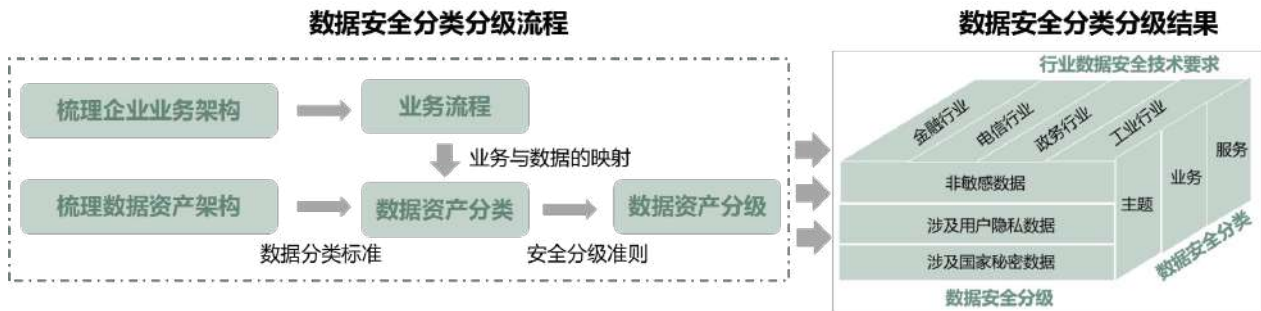 数据安全分类分级流程
数据安全分类分级结果
梳理企业业务架构
业务流程
业务与数据的映射
梳理数据资产架构
数据资产分类
数据资产分级
数据分类标准
安全分级准则
行业数据安全技术要求
金融行业
电信行业
政务行业
工业行业
非敏感数据
涉及用户隐私数据
涉及国家秘密数据
主题
业务
服务
数据安全分类
数据安全分级